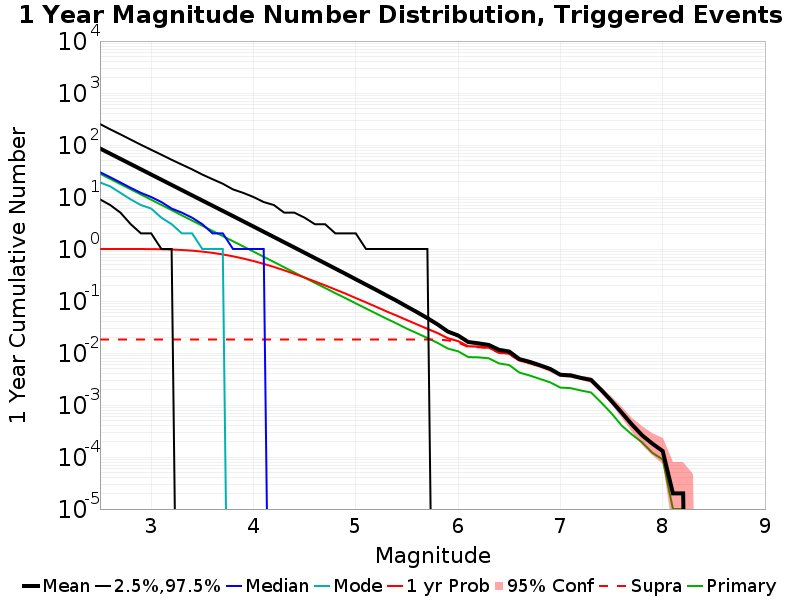 1 Year Magnitude Number Distribution, Triggered Events
1 Year Cumulative Number
10^4
10^3
10^2
10^1
10^0
10^-1
10^-2
10^-3
10^-4
10^-5
3 4 5 6 7 8 9
Magnitude
Mean 2.5%,97.5% Median Mode 1 yr Prob 95% Conf Supra Primary